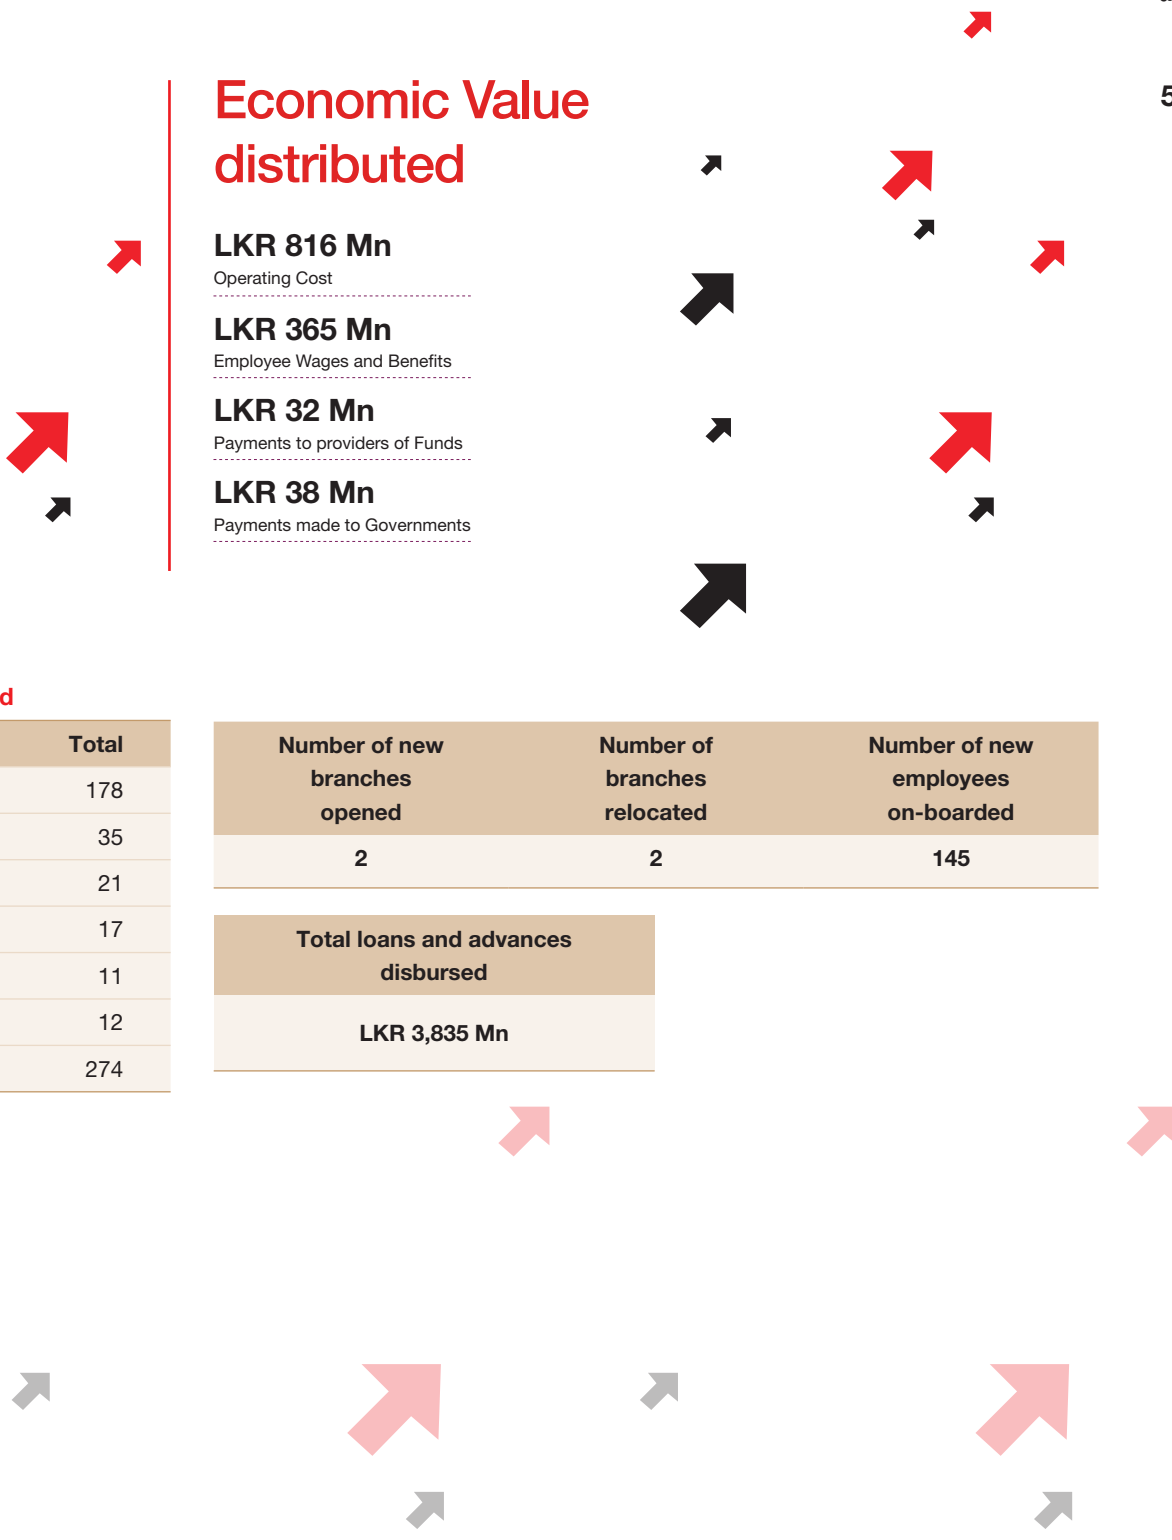 Economic Value
distributed
LKR 816 Mn
Operating Cost
LKR 365 Mn
Employee Wages and Benefits
LKR 32 Mn
Payments to providers of Funds
LKR 38 Mn
Payments made to Governments
5
d
Total
178
35
21
17
11
12
274
Number of new
branches
opened
Number of
branches
relocated
Number of new
employees
on-boarded
2
2
145
Total loans and advances
disbursed
LKR 3,835 Mn